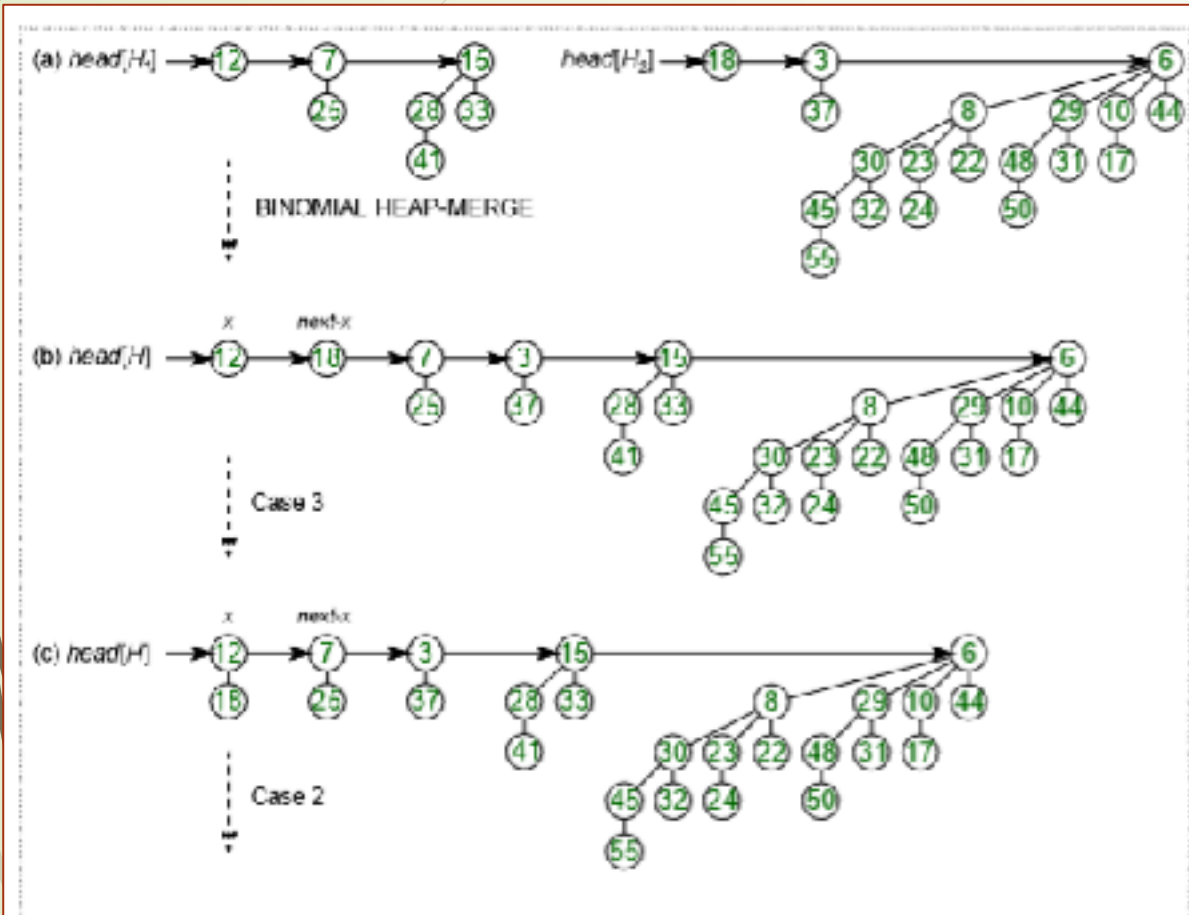 (a) head[H₁] 12 7 15 head[H₂] 18 3 6
25 28 33 37 8 29 10 44
41 30 23 22 48 31 17
BINOMIAL HEAP-MERGE 45 32 24 50
55
x next-x
(b) head[H] 12 18 7 3 15 6
25 37 28 33 8 29 10 44
41 30 23 22 48 31 17
Case 3 45 32 24 50
55
x next-x
(c) head[H] 12 7 3 15 6
18 25 37 28 33 8 29 10 44
41 30 23 22 48 31 17
Case 2 45 32 24 50
55